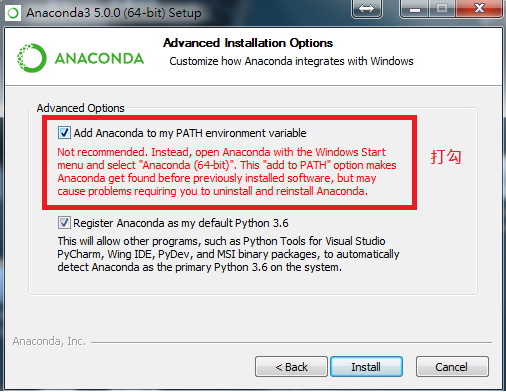 Anaconda3 5.0.0 (64-bit) Setup
ANACONDA
Advanced Installation Options
Customize how Anaconda integrates with Windows
Advanced Options
Add Anaconda to my PATH environment variable
Not recommended. Instead, open Anaconda with the Windows Start
menu and select "Anaconda (64-bit)". This "add to PATH" option makes
Anaconda get found before previously installed software, but may
cause problems requiring you to uninstall and reinstall Anaconda.
打勾
Register Anaconda as my default Python 3.6
This will allow other programs, such as Python Tools for Visual Studio
PyCharm, Wing IDE, PyDev, and MSI binary packages, to automatically
detect Anaconda as the primary Python 3.6 on the system.
Anaconda, Inc.
< Back
Install
Cancel